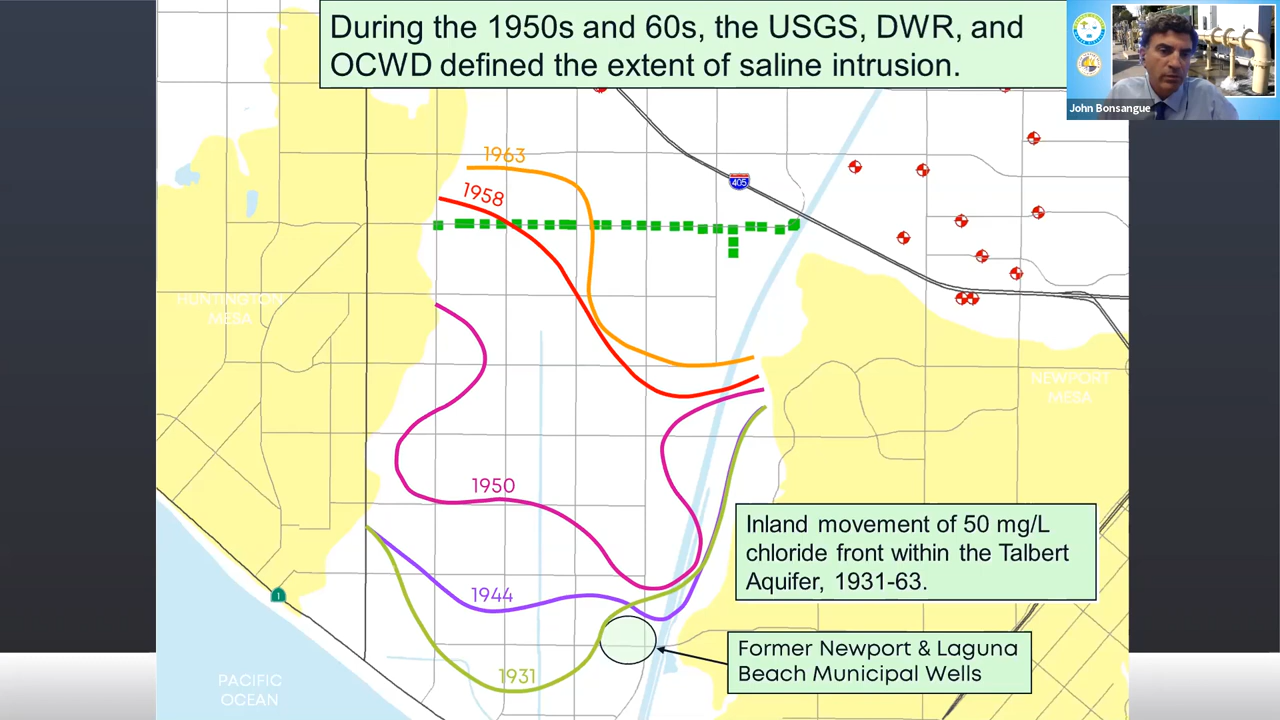 During the 1950s and 60s, the USGS, DWR, and
OCWD defined the extent of saline intrusion.
John Bonsangue
1963
1958
405
HUNTINGTON
MESA
NEWPORT
MESA
1950
Inland movement of 50 mg/L
chloride front within the Talbert
Aquifer, 1931-63.
1944
1
Former Newport & Laguna
Beach Municipal Wells
1931
PACIFIC
OCEAN